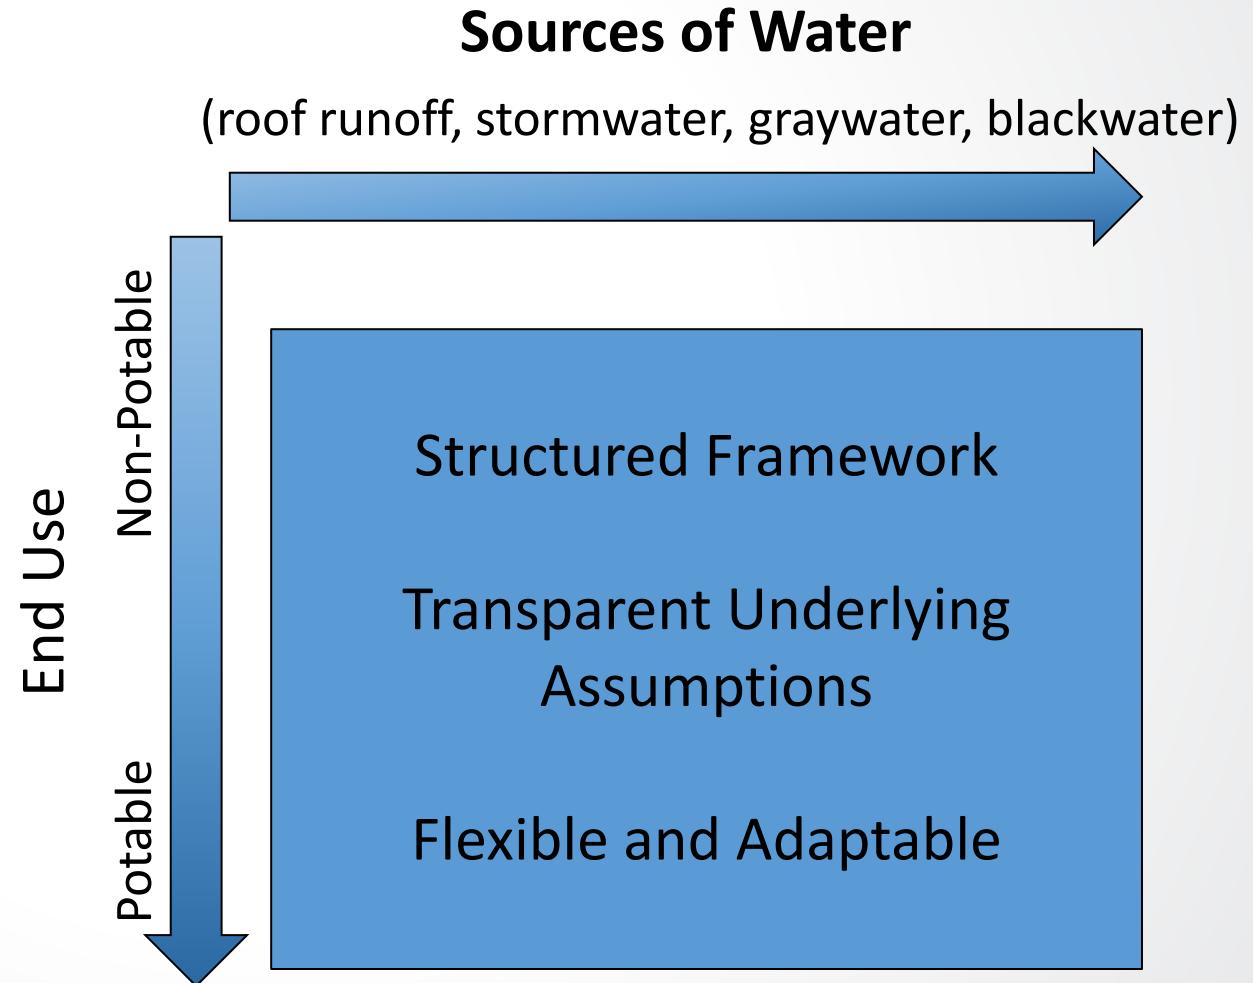 Sources of Water
(roof runoff, stormwater, graywater, blackwater)
End Use
Non-Potable
Potable
Structured Framework
Transparent Underlying
Assumptions
Flexible and Adaptable